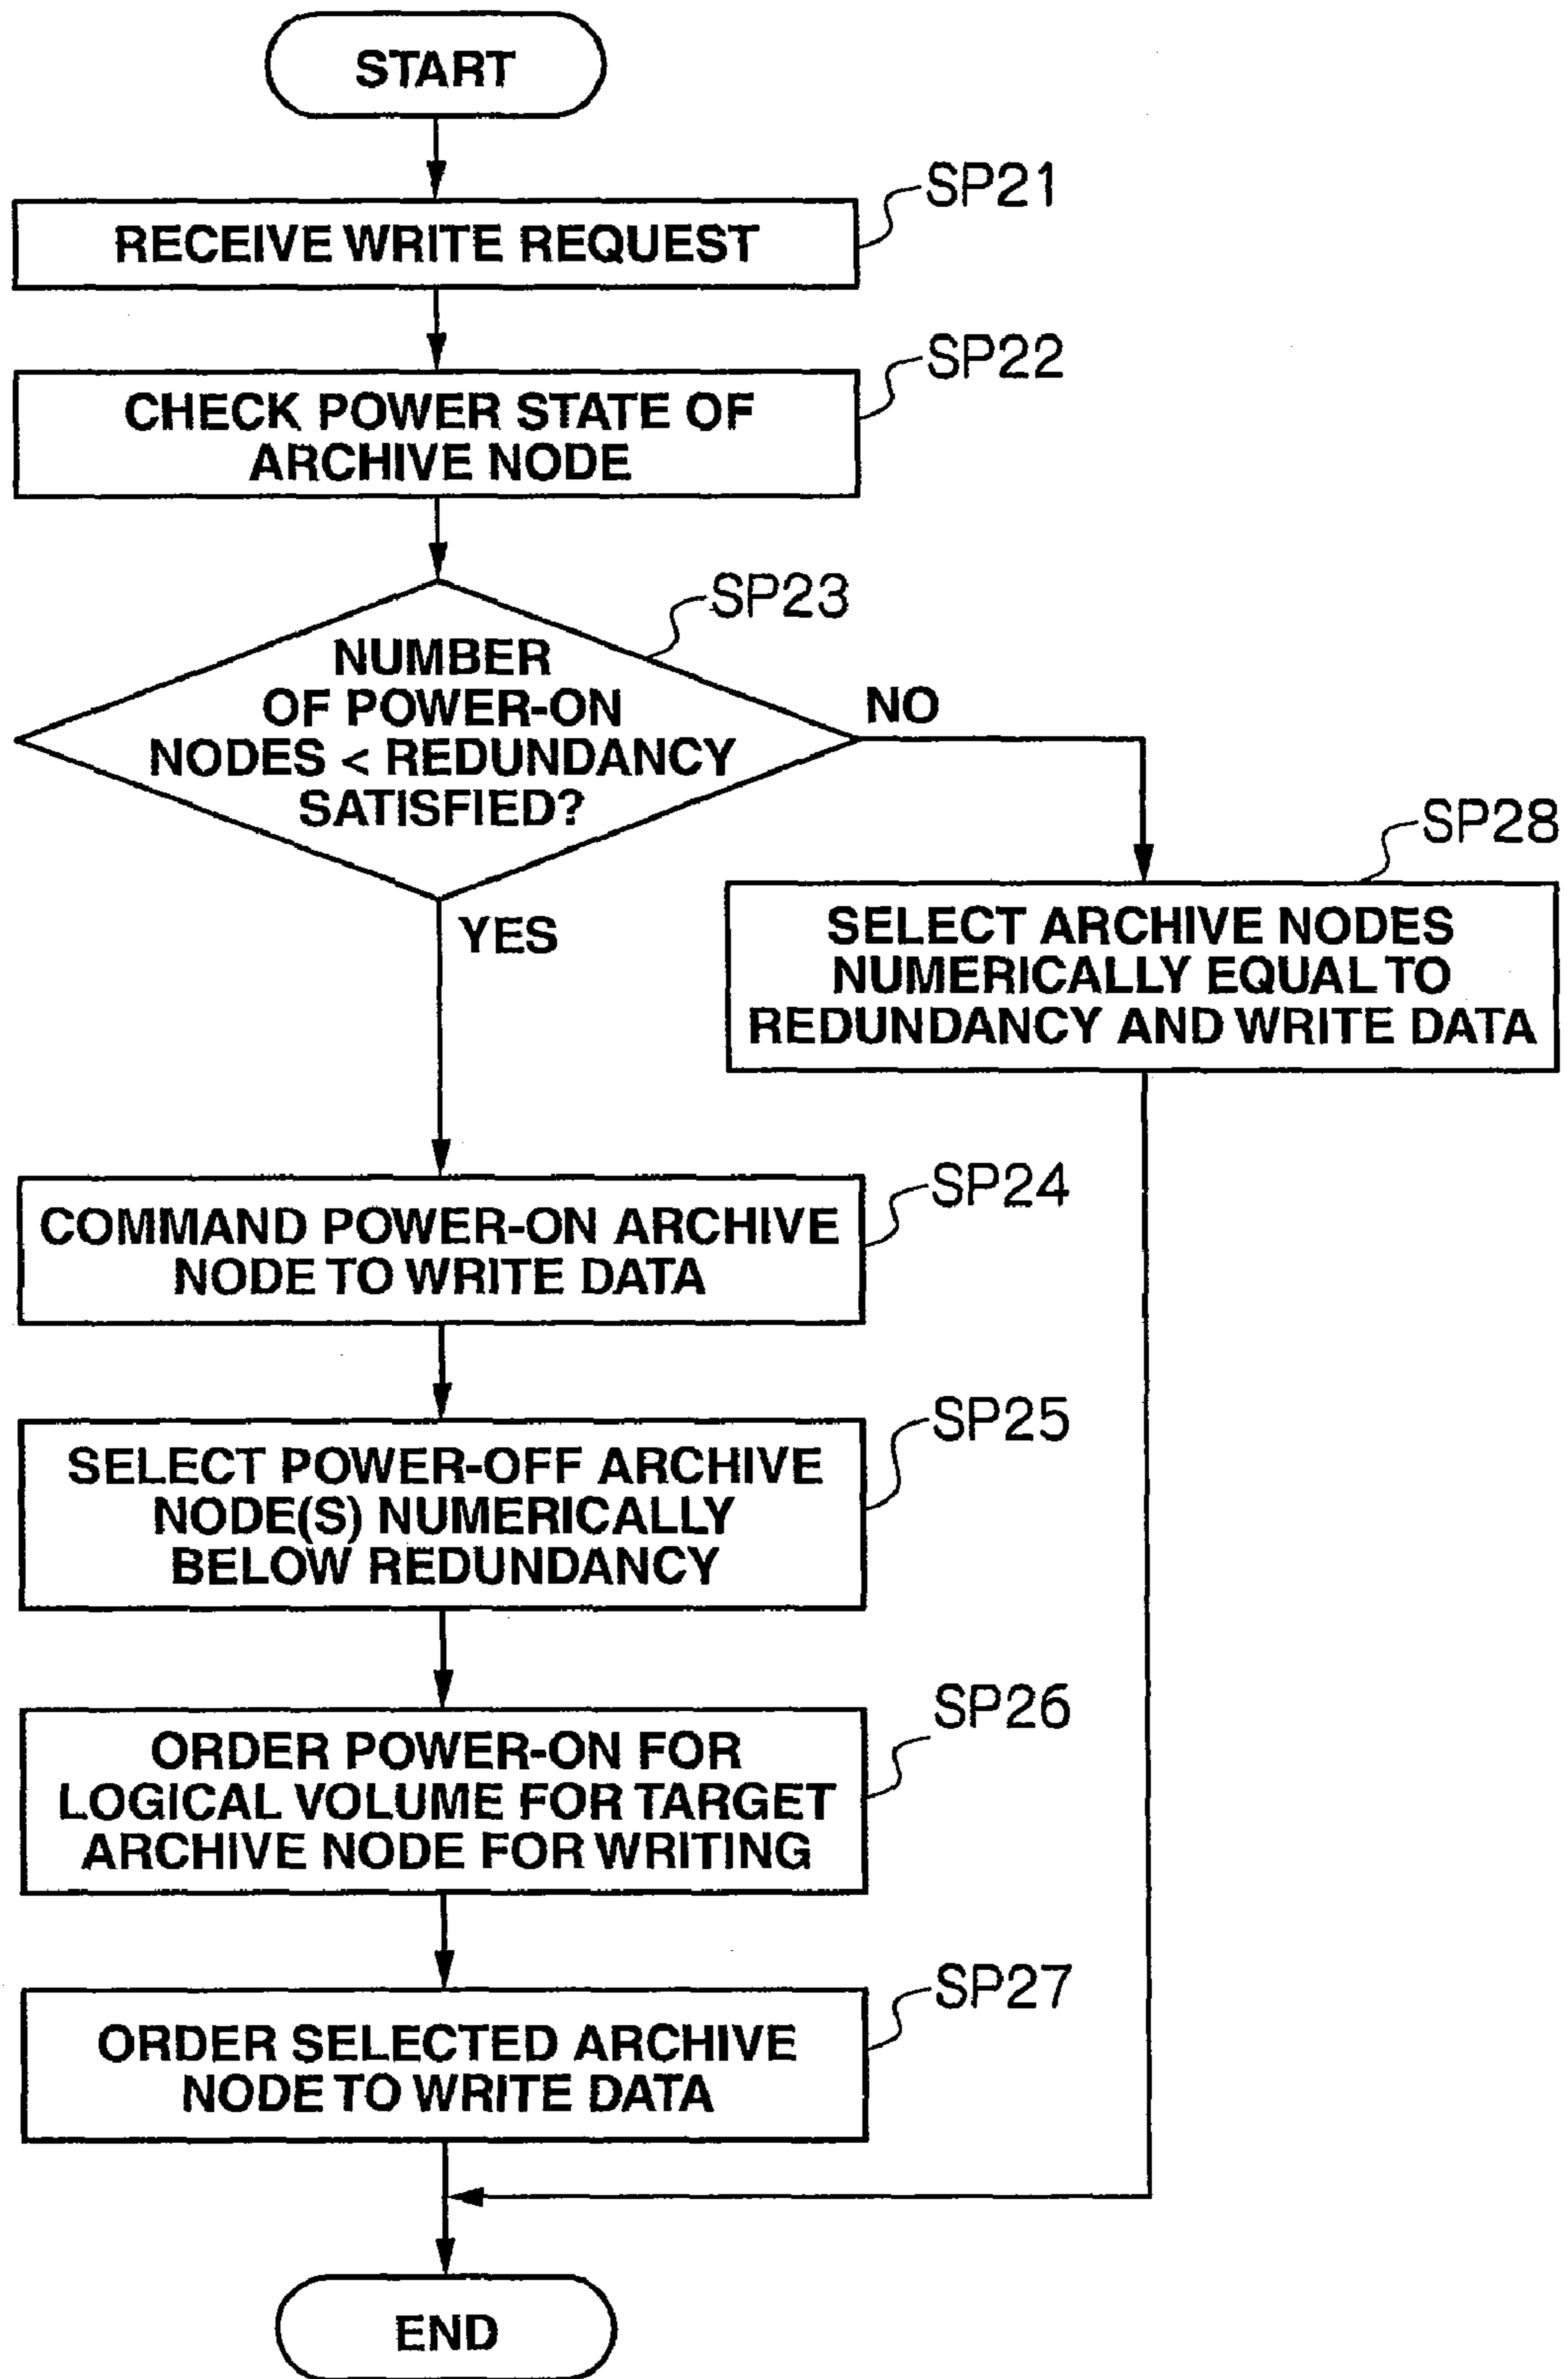 START
SP21
RECEIVE WRITE REQUEST
SP22
CHECK POWER STATE OF
ARCHIVE NODE
SP23
NUMBER
OF POWER-ON
NODES < REDUNDANCY
SATISFIED?
NO
YES
SP28
SELECT ARCHIVE NODES
NUMERICALLY EQUAL TO
REDUNDANCY AND WRITE DATA
SP24
COMMAND POWER-ON ARCHIVE
NODE TO WRITE DATA
SP25
SELECT POWER-OFF ARCHIVE
NODE(S) NUMERICALLY
BELOW REDUNDANCY
SP26
ORDER POWER-ON FOR
LOGICAL VOLUME FOR TARGET
ARCHIVE NODE FOR WRITING
SP27
ORDER SELECTED ARCHIVE
NODE TO WRITE DATA
END